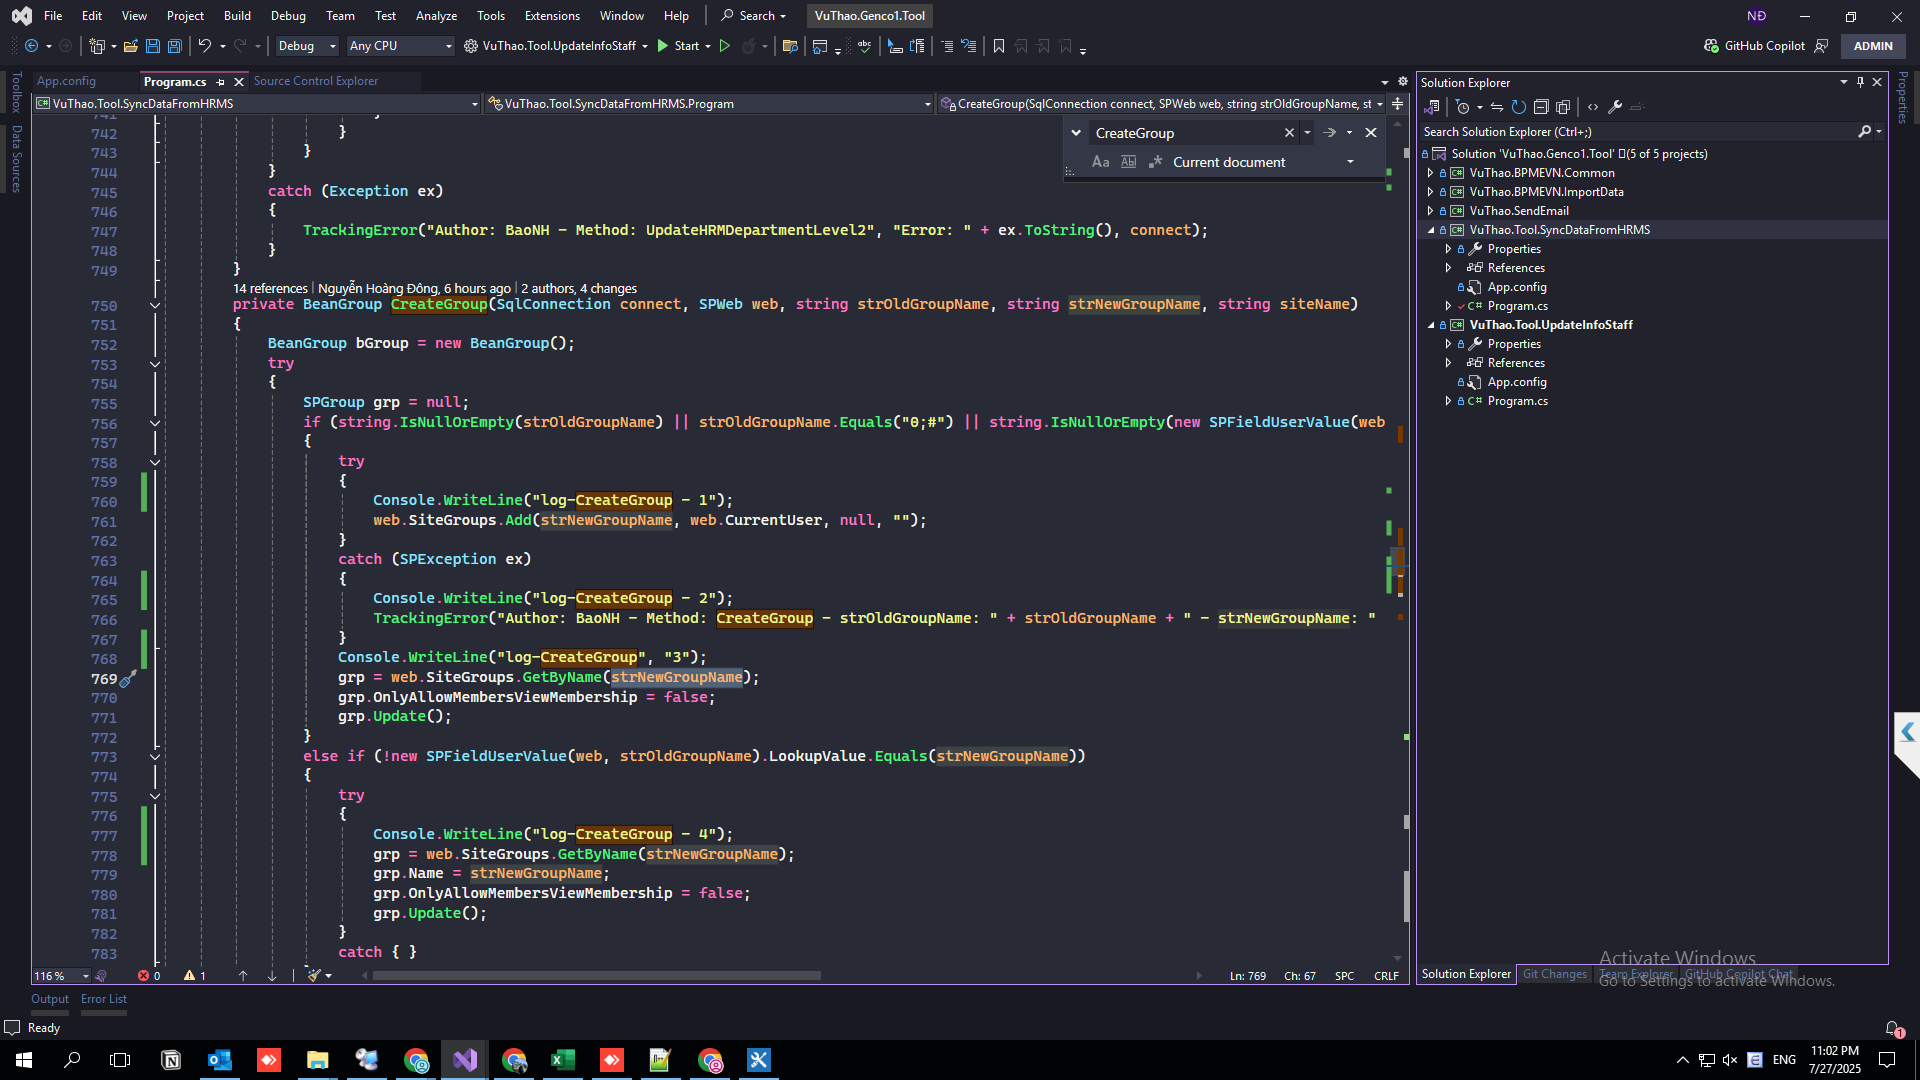 File Edit View Project Build Debug Team Test Analyze Tools Extensions Window Help Search VuThao.Genco1.Tool NĐ
Debug Any CPU VuThao.Tool.UpdateInfoStaff Start GitHub Copilot ADMIN
Toolbox
Data Sources
App.config Program.cs Source Control Explorer
VuThao.Tool.SyncDataFromHRMS VuThao.Tool.SyncDataFromHRMS.Program CreateGroup(SqlConnection connect, SPWeb web, string strOldGroupName, st
CreateGroup
Aa Current document
741 }
742 }
743 }
744 }
745 catch (Exception ex)
746 {
747 TrackingError("Author: BaoNH - Method: UpdateHRMDepartmentLevel2", "Error: " + ex.ToString(), connect);
748 }
749 }
14 references | Nguyễn Hoàng Đông, 6 hours ago | 2 authors, 4 changes
750 private BeanGroup CreateGroup(SqlConnection connect, SPWeb web, string strOldGroupName, string strNewGroupName, string siteName)
751 {
752 BeanGroup bGroup = new BeanGroup();
753 try
754 {
755 SPGroup grp = null;
756 if (string.IsNullOrEmpty(strOldGroupName) || strOldGroupName.Equals("0;#") || string.IsNullOrEmpty(new SPFieldUserValue(web
757 {
758 try
759 {
760 Console.WriteLine("log-CreateGroup - 1");
761 web.SiteGroups.Add(strNewGroupName, web.CurrentUser, null, "");
762 }
763 catch (SPException ex)
764 {
765 Console.WriteLine("log-CreateGroup - 2");
766 TrackingError("Author: BaoNH - Method: CreateGroup - strOldGroupName: " + strOldGroupName + " - strNewGroupName: "
767 }
768 Console.WriteLine("log-CreateGroup", "3");
769 grp = web.SiteGroups.GetByName(strNewGroupName);
770 grp.OnlyAllowMembersViewMembership = false;
771 grp.Update();
772 }
773 else if (!new SPFieldUserValue(web, strOldGroupName).LookupValue.Equals(strNewGroupName))
774 {
775 try
776 {
777 Console.WriteLine("log-CreateGroup - 4");
778 grp = web.SiteGroups.GetByName(strNewGroupName);
779 grp.Name = strNewGroupName;
780 grp.OnlyAllowMembersViewMembership = false;
781 grp.Update();
782 }
783 catch { }
116 % 0 1 Ln: 769 Ch: 67 SPC CRLF
Solution Explorer
Search Solution Explorer (Ctrl+;)
Solution 'VuThao.Genco1.Tool' (5 of 5 projects)
VuThao.BPMEVN.Common
VuThao.BPMEVN.ImportData
VuThao.SendEmail
VuThao.Tool.SyncDataFromHRMS
Properties
References
App.config
Program.cs
VuThao.Tool.UpdateInfoStaff
Properties
References
App.config
Program.cs
Properties
Activate Windows
Go to Settings to activate Windows.
Solution Explorer Git Changes Team Explorer GitHub Copilot Chat
Output Error List
Ready 1
ENG 11:02 PM
7/27/2025